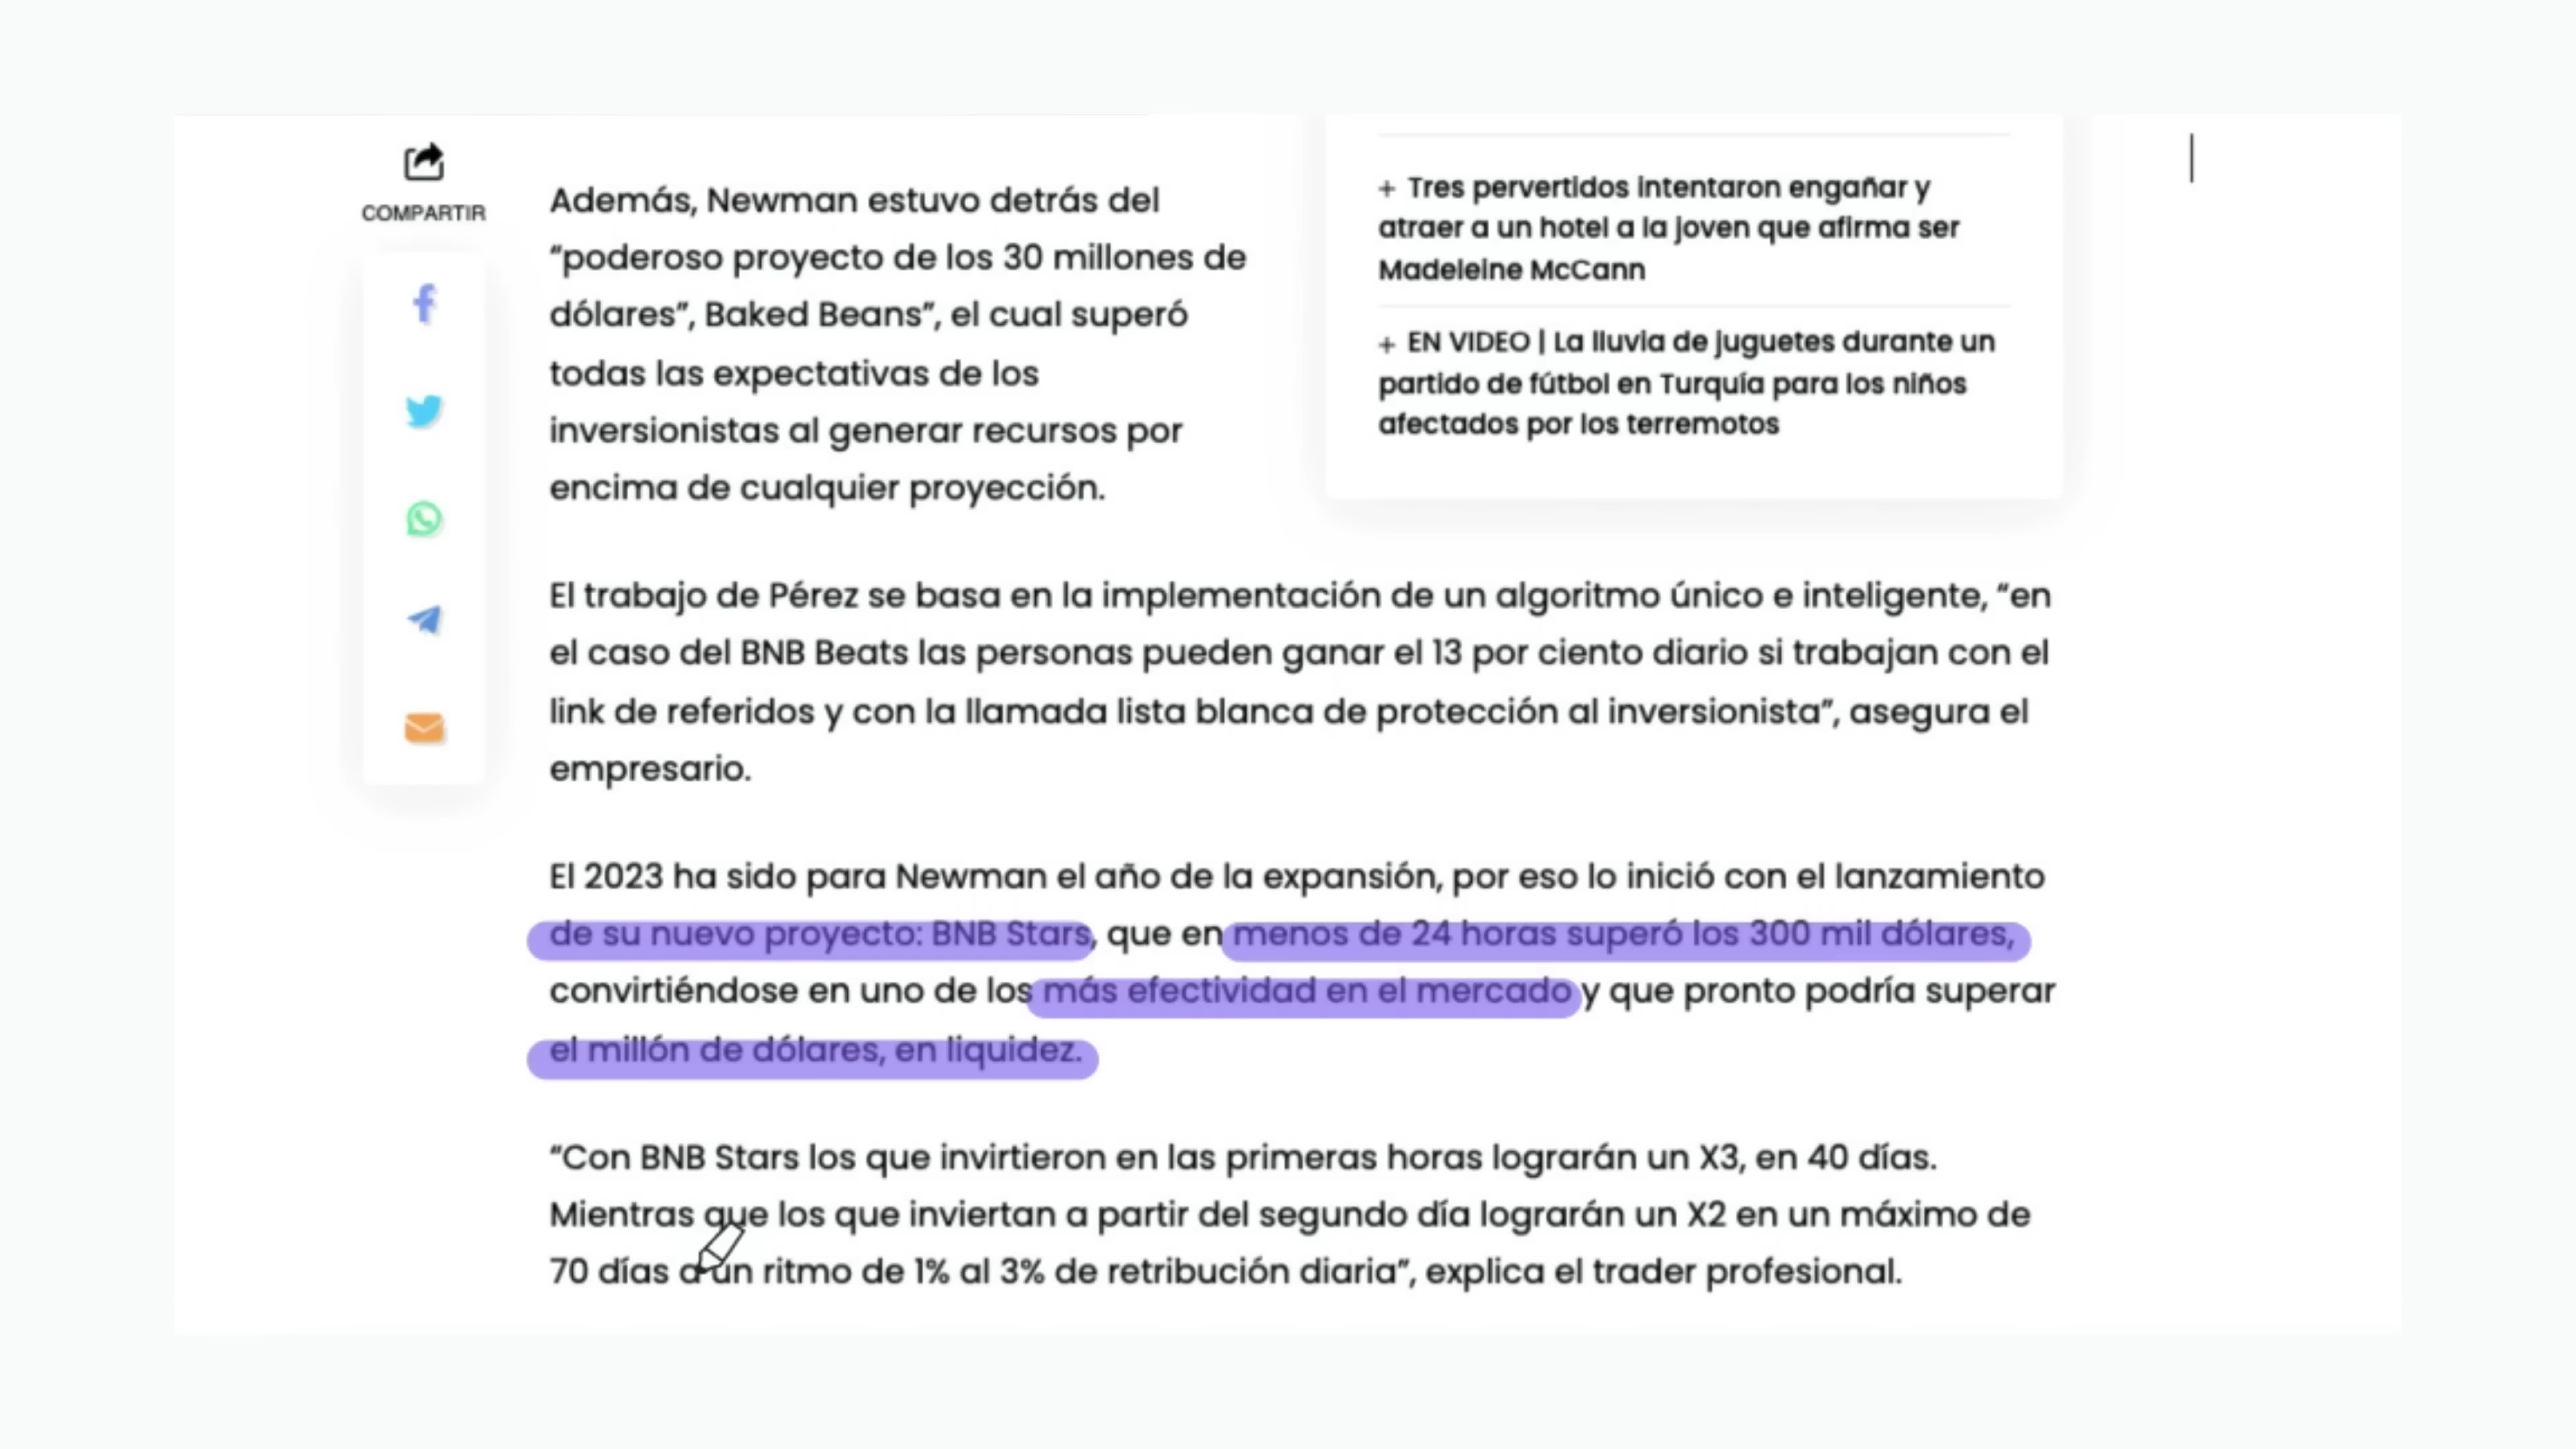 COMPARTIR
Además, Newman estuvo detrás del
“poderoso proyecto de los 30 millones de
dólares”, Baked Beans”, el cual superó
todas las expectativas de los
inversionistas al generar recursos por
encima de cualquier proyección.
+ Tres pervertidos intentaron engañar y
atraer a un hotel a la joven que afirma ser
Madeleine McCann
+ EN VIDEO | La lluvia de juguetes durante un
partido de fútbol en Turquía para los niños
afectados por los terremotos
El trabajo de Pérez se basa en la implementación de un algoritmo único e inteligente, “en
el caso del BNB Beats las personas pueden ganar el 13 por ciento diario si trabajan con el
link de referidos y con la llamada lista blanca de protección al inversionista”, asegura el
empresario.
El 2023 ha sido para Newman el año de la expansión, por eso lo inició con el lanzamiento
de su nuevo proyecto: BNB Stars, que en menos de 24 horas superó los 300 mil dólares,
convirtiéndose en uno de los más efectividad en el mercado y que pronto podría superar
el millón de dólares, en liquidez.
“Con BNB Stars los que invirtieron en las primeras horas lograrán un X3, en 40 días.
Mientras que los que inviertan a partir del segundo día lograrán un X2 en un máximo de
70 días a un ritmo de 1% al 3% de retribución diaria”, explica el trader profesional.